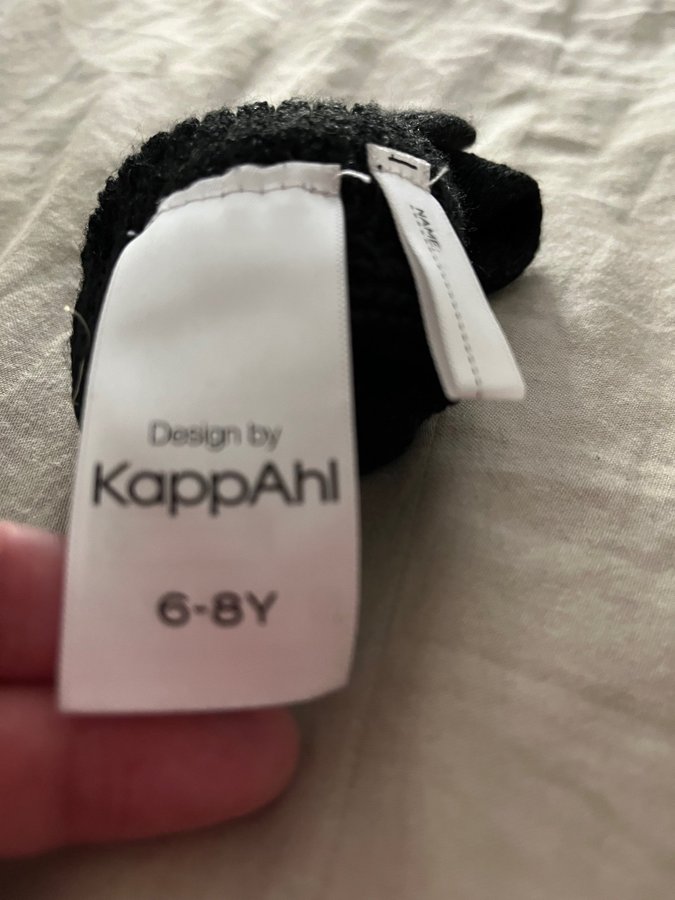 Design by
KappAhl
6-8Y
NAME